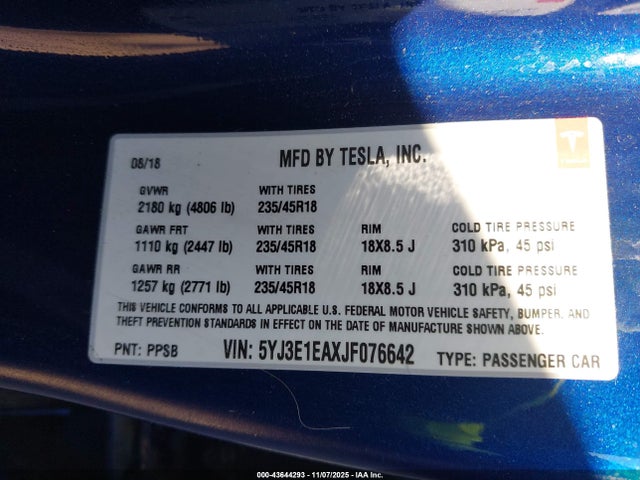 08/18 MFD BY TESLA, INC.
TESLA
GVWR WITH TIRES
2180 kg (4806 lb) 235/45R18
GAWR FRT WITH TIRES RIM COLD TIRE PRESSURE
1110 kg (2447 lb) 235/45R18 18X8.5 J 310 kPa, 45 psi
GAWR RR WITH TIRES RIM COLD TIRE PRESSURE
1257 kg (2771 lb) 235/45R18 18X8.5 J 310 kPa, 45 psi
THIS VEHICLE CONFORMS TO ALL APPLICABLE U.S. FEDERAL MOTOR VEHICLE SAFETY, BUMPER, AND
THEFT PREVENTION STANDARDS IN EFFECT ON THE DATE OF MANUFACTURE SHOWN ABOVE.
PNT: PPSB VIN: 5YJ3E1EAXJF076642 TYPE: PASSENGER CAR
000-43644293 - 11/07/2025 - IAA Inc.